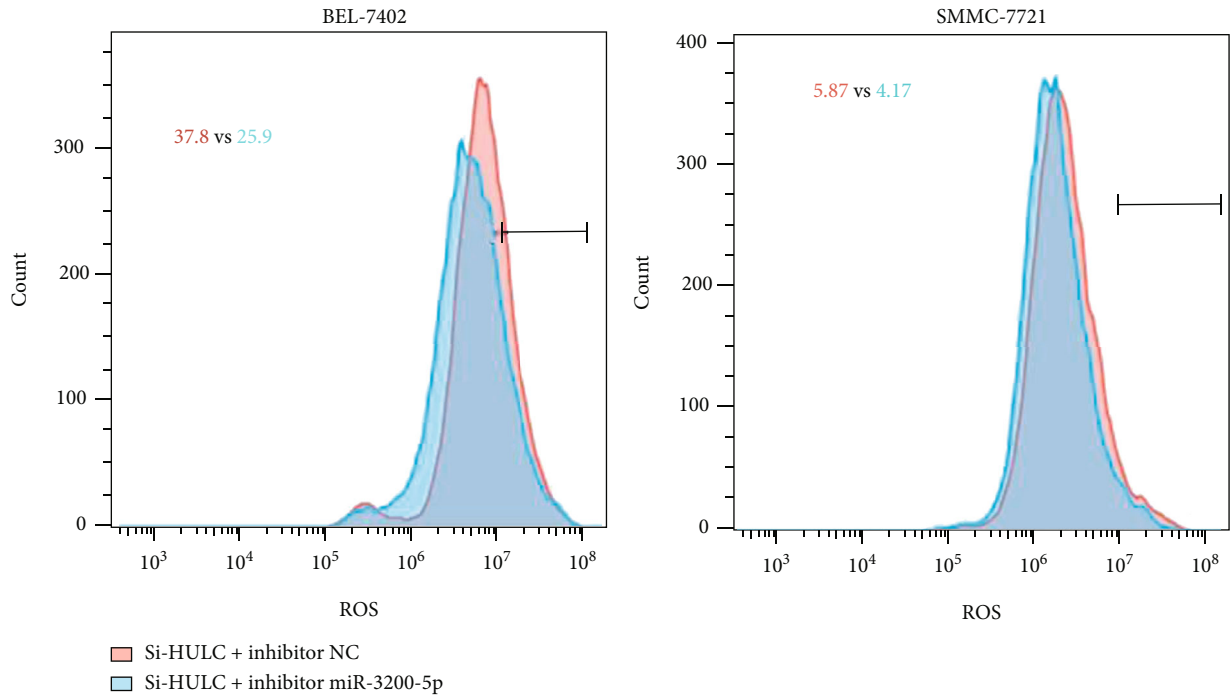 BEL-7402
37.8 vs 25.9
Count
300
200
100
0
10^3 10^4 10^5 10^6 10^7 10^8
ROS
SMMC-7721
5.87 vs 4.17
Count
400
300
200
100
0
10^3 10^4 10^5 10^6 10^7 10^8
ROS
Si-HULC + inhibitor NC
Si-HULC + inhibitor miR-3200-5p